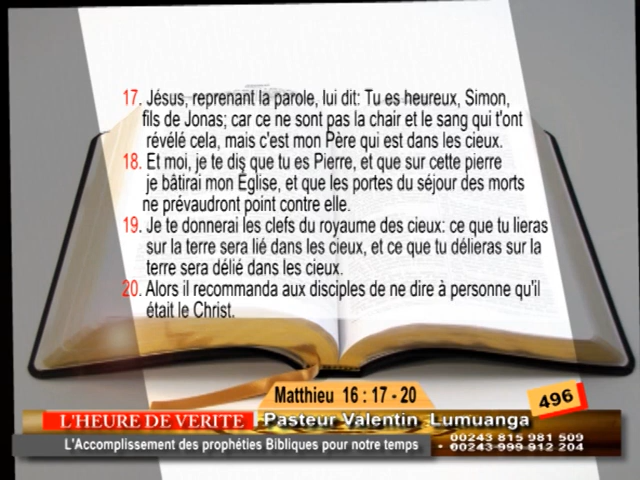 17. Jésus, reprenant la parole, lui dit: Tu es heureux, Simon,
fils de Jonas; car ce ne sont pas la chair et le sang qui t'ont
révélé cela, mais c'est mon Père qui est dans les cieux.
18. Et moi, je te dis que tu es Pierre, et que sur cette pierre
je bâtirai mon Église, et que les portes du séjour des morts
ne prévaudront point contre elle.
19. Je te donnerai les clefs du royaume des cieux: ce que tu lieras
sur la terre sera lié dans les cieux, et ce que tu délieras sur la
terre sera délié dans les cieux.
20. Alors il recommanda aux disciples de ne dire à personne qu'il
était le Christ.
Matthieu 16 : 17 - 20
496
L'HEURE DE VERITE Pasteur Valentin Lumuanga
L'Accomplissement des prophéties Bibliques pour notre temps
00243 815 981 509
- 00243 999 912 204